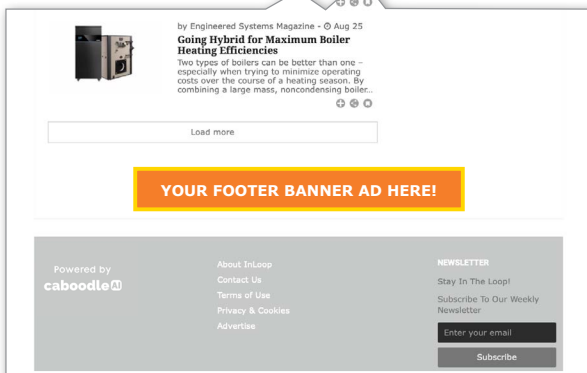 by Engineered Systems Magazine - Aug 25
Going Hybrid for Maximum Boiler
Heating Efficiencies
Two types of boilers can be better than one –
especially when trying to minimize operating
costs over the course of a heating season. By
combining a large mass, noncondensing boiler...
Load more
YOUR FOOTER BANNER AD HERE!
Powered by
caboodle AI
About InLoop
Contact Us
Terms of Use
Privacy & Cookies
Advertise
NEWSLETTER
Stay In The Loop!
Subscribe To Our Weekly
Newsletter
Enter your email
Subscribe